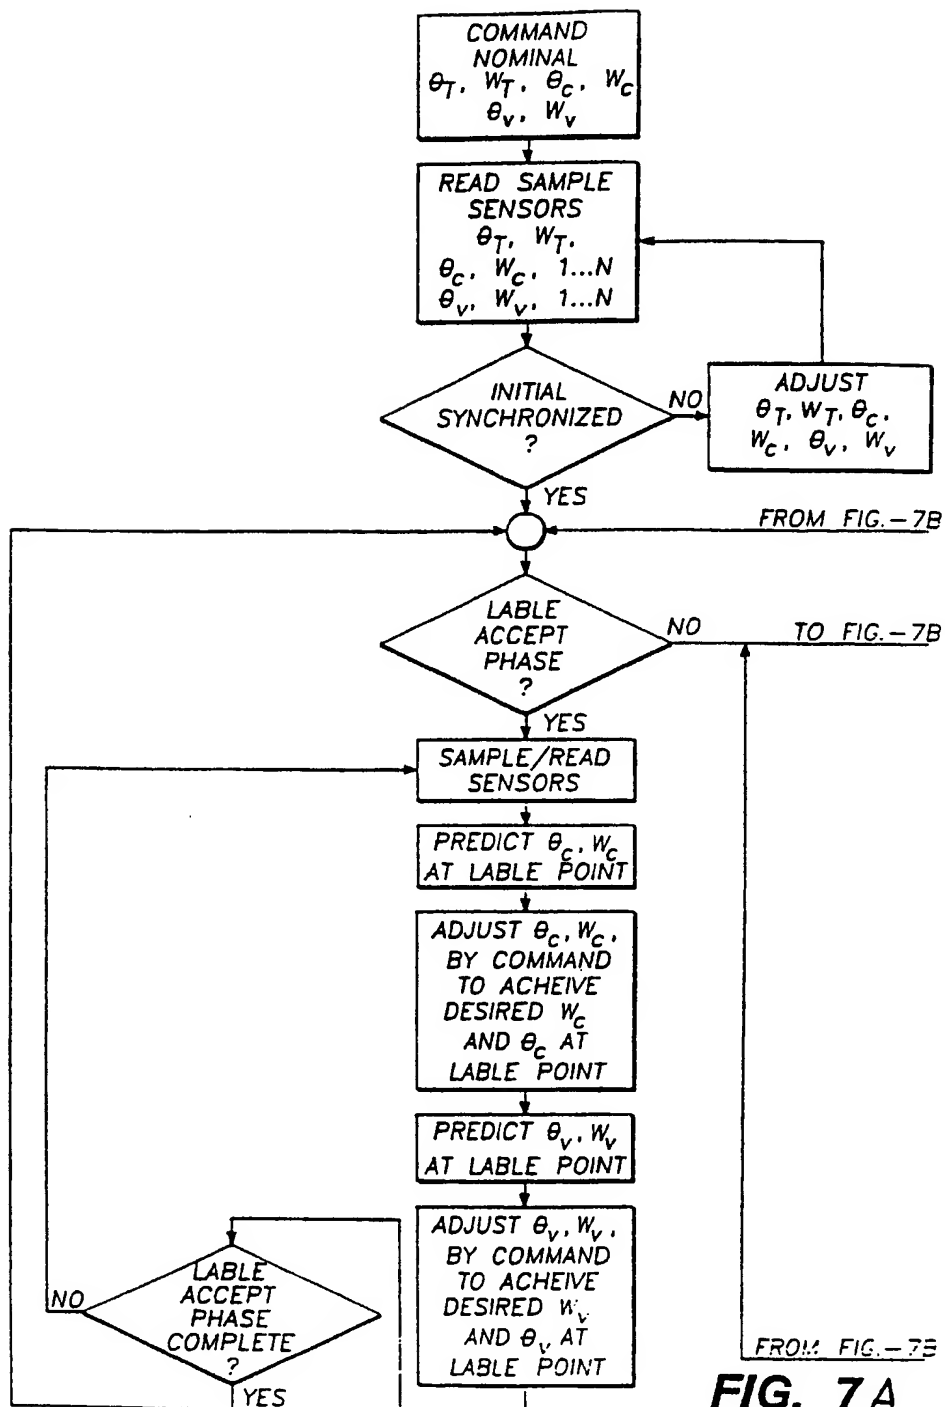 COMMAND
NOMINAL
θT, WT, θc, Wc
θv, Wv
READ SAMPLE
SENSORS
θT, WT,
θc, Wc, 1...N
θv, Wv, 1...N
INITIAL
SYNCHRONIZED
?
NO
ADJUST
θT, WT, θc,
Wc, θv, Wv
YES
FROM FIG.-7B
LABLE
ACCEPT
PHASE
?
NO
TO FIG.-7B
YES
SAMPLE/READ
SENSORS
PREDICT θc, Wc
AT LABLE POINT
ADJUST θc, Wc,
BY COMMAND
TO ACHEIVE
DESIRED Wc
AND θc AT
LABLE POINT
PREDICT θv, Wv
AT LABLE POINT
ADJUST θv, Wv,
BY COMMAND
TO ACHEIVE
DESIRED Wv
AND θv AT
LABLE POINT
LABLE
ACCEPT
PHASE
COMPLETE
?
NO
YES
FROM FIG.-7B
FIG. 7A